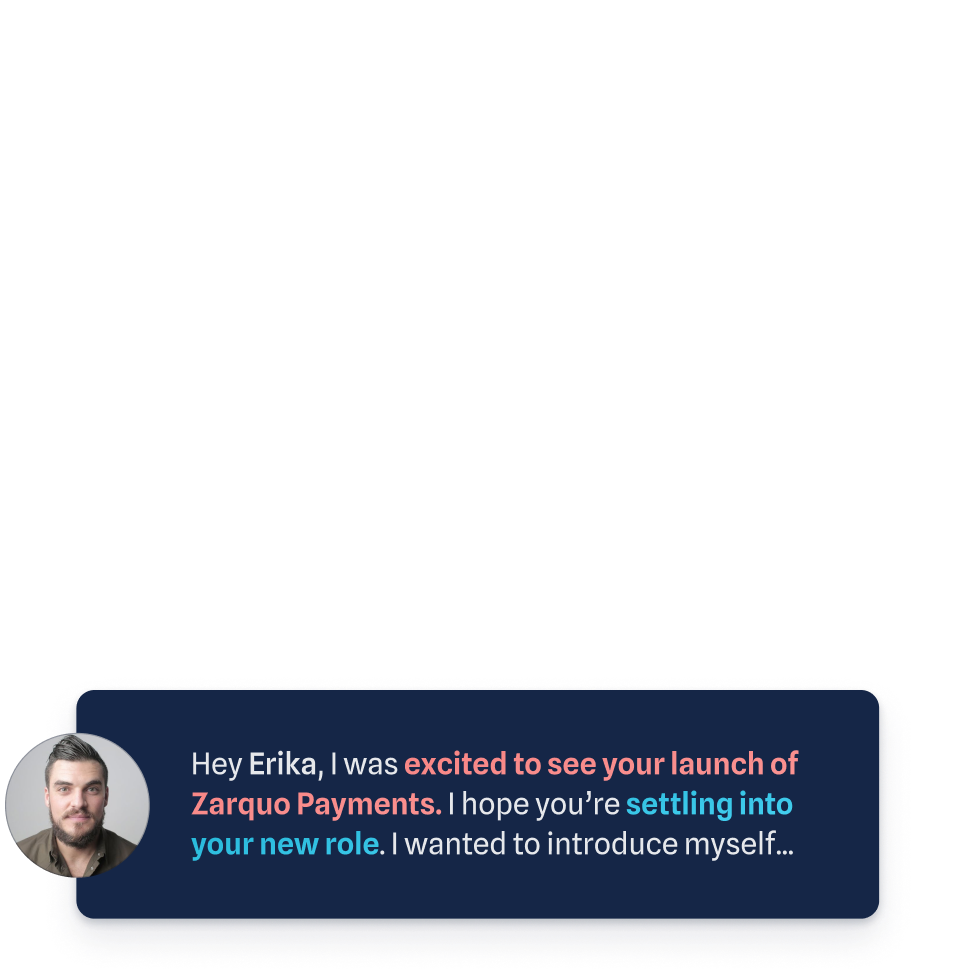 Hey Erika, I was excited to see your launch of
Zarquo Payments. I hope you’re settling into
your new role. I wanted to introduce myself...